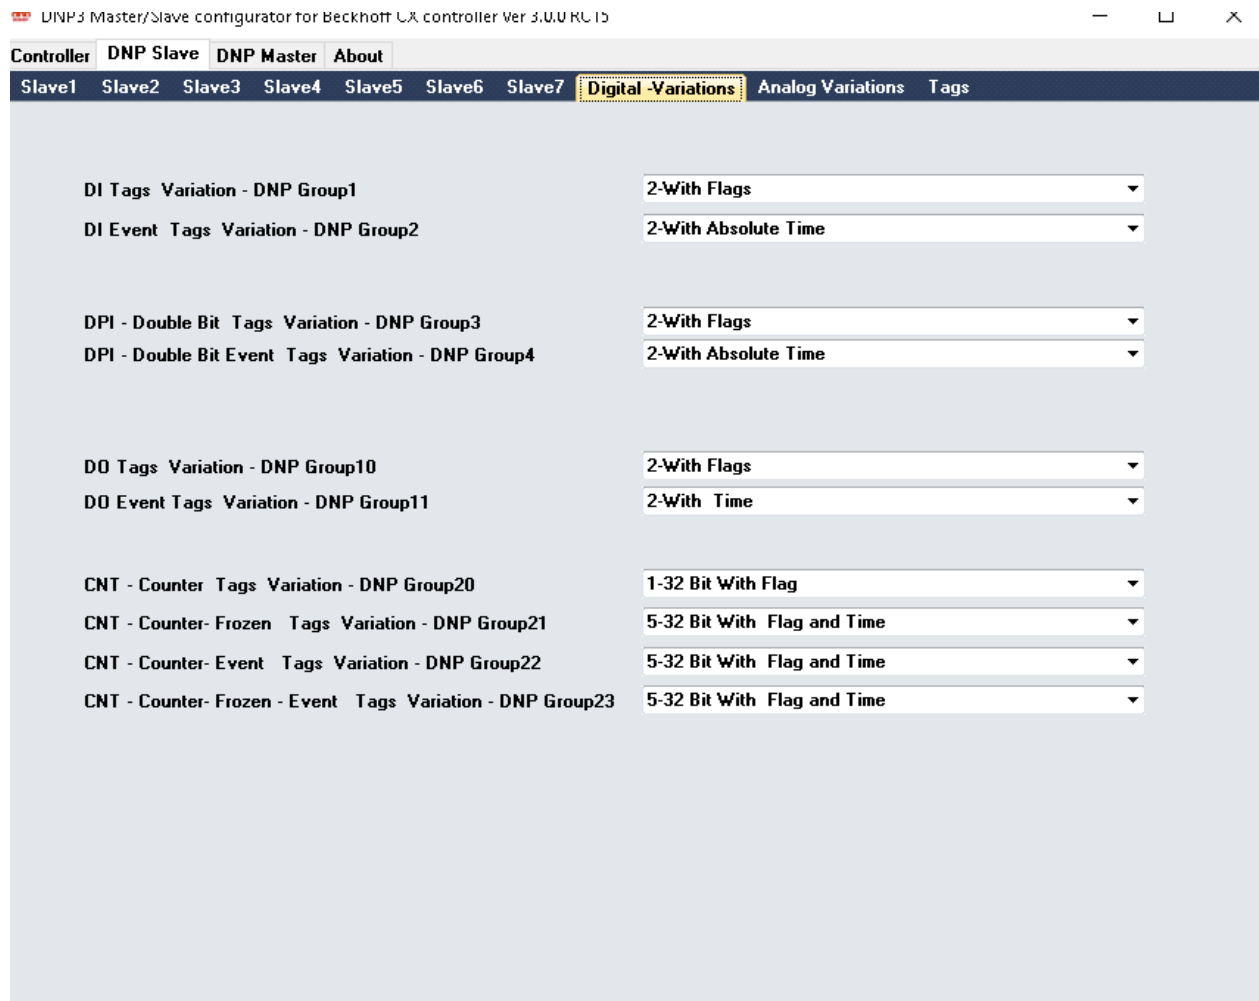 DNP3 Master/Slave configurator for Beckhoff CX controller Ver 3.0.0 RC15
Controller DNP Slave DNP Master About
Slave1 Slave2 Slave3 Slave4 Slave5 Slave6 Slave7 Digital -Variations Analog Variations Tags
DI Tags Variation - DNP Group1 2-With Flags
DI Event Tags Variation - DNP Group2 2-With Absolute Time
DPI - Double Bit Tags Variation - DNP Group3 2-With Flags
DPI - Double Bit Event Tags Variation - DNP Group4 2-With Absolute Time
DO Tags Variation - DNP Group10 2-With Flags
DO Event Tags Variation - DNP Group11 2-With Time
CNT - Counter Tags Variation - DNP Group20 1-32 Bit With Flag
CNT - Counter- Frozen Tags Variation - DNP Group21 5-32 Bit With Flag and Time
CNT - Counter- Event Tags Variation - DNP Group22 5-32 Bit With Flag and Time
CNT - Counter- Frozen - Event Tags Variation - DNP Group23 5-32 Bit With Flag and Time